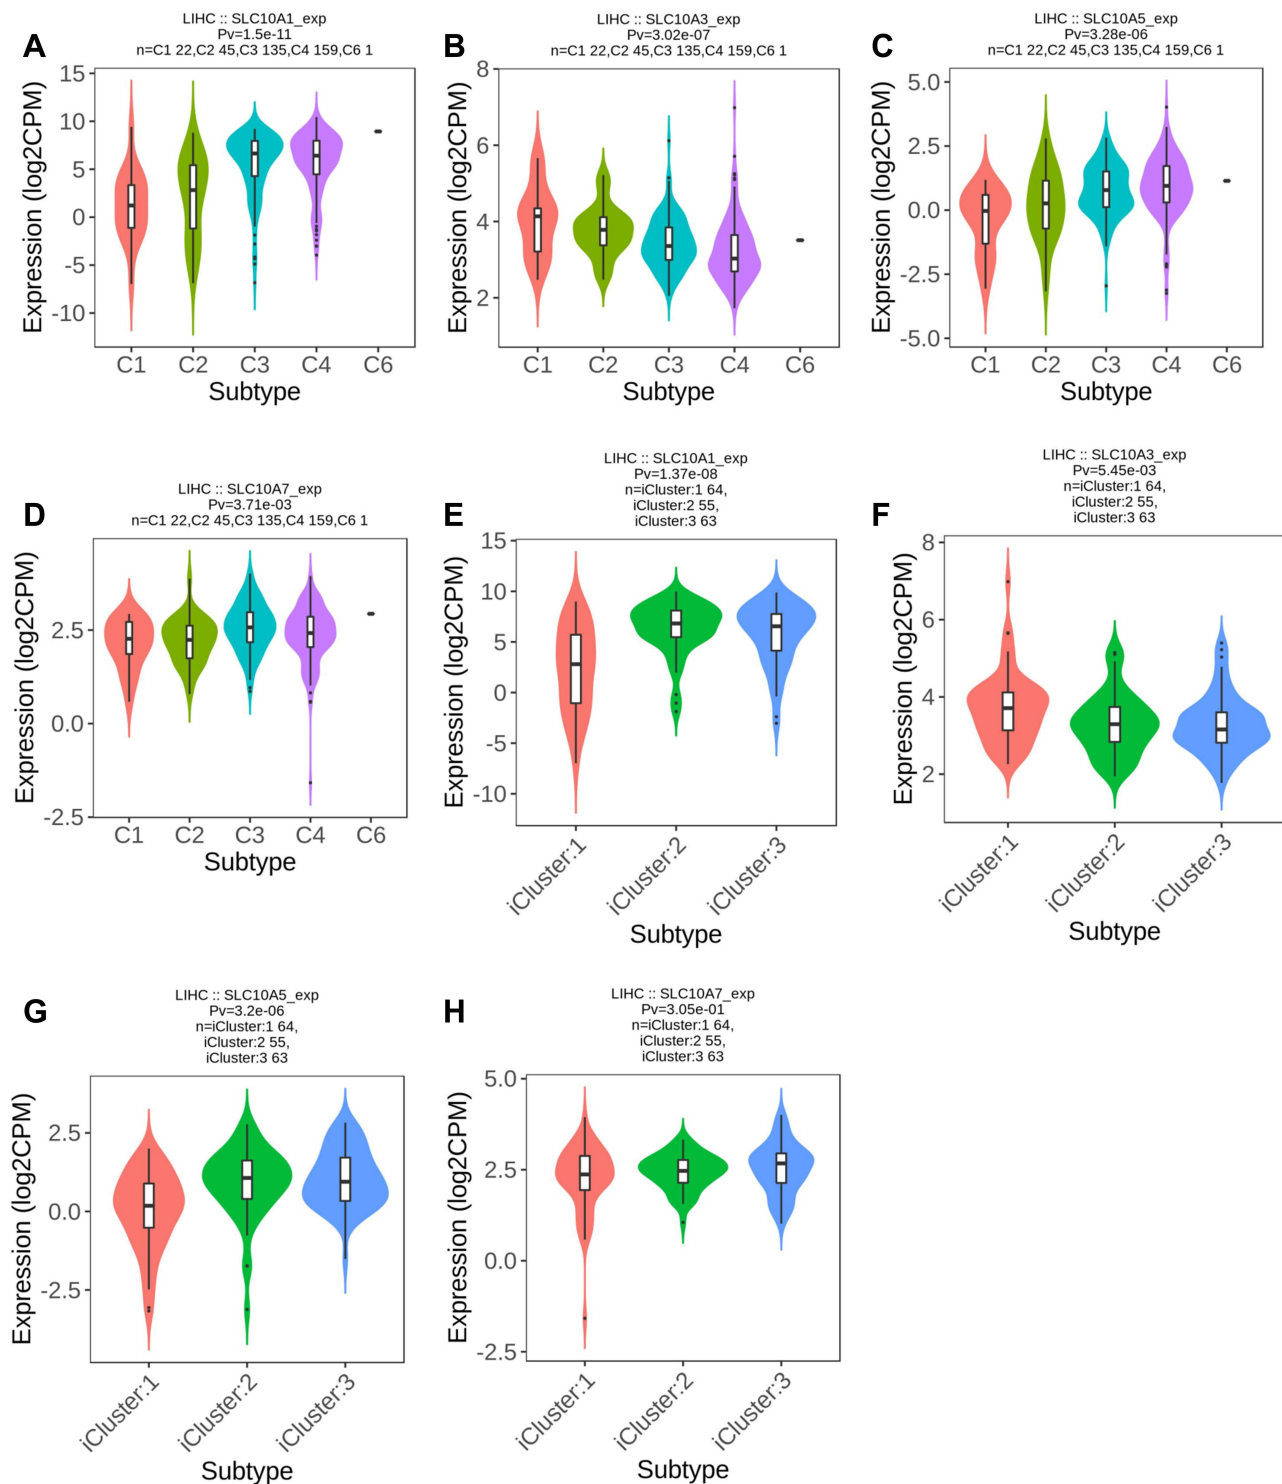 A
LIHC :: SLC10A1_exp
Pv=1.5e-11
n=C1 22,C2 45,C3 135,C4 159,C6 1
Expression (log2CPM)
15
10
5
0
-5
-10
C1 C2 C3 C4 C6
Subtype
B
LIHC :: SLC10A3_exp
Pv=3.02e-07
n=C1 22,C2 45,C3 135,C4 159,C6 1
Expression (log2CPM)
8
6
4
2
C1 C2 C3 C4 C6
Subtype
C
LIHC :: SLC10A5_exp
Pv=3.28e-06
n=C1 22,C2 45,C3 135,C4 159,C6 1
Expression (log2CPM)
5.0
2.5
0.0
-2.5
-5.0
C1 C2 C3 C4 C6
Subtype
D
LIHC :: SLC10A7_exp
Pv=3.71e-03
n=C1 22,C2 45,C3 135,C4 159,C6 1
Expression (log2CPM)
2.5
0.0
-2.5
C1 C2 C3 C4 C6
Subtype
E
LIHC :: SLC10A1_exp
Pv=1.37e-08
n=iCluster:1 64,
iCluster:2 55,
iCluster:3 63
Expression (log2CPM)
15
10
5
0
-5
-10
iCluster:1 iCluster:2 iCluster:3
Subtype
F
LIHC :: SLC10A3_exp
Pv=5.45e-03
n=iCluster:1 64,
iCluster:2 55,
iCluster:3 63
Expression (log2CPM)
8
6
4
2
iCluster:1 iCluster:2 iCluster:3
Subtype
G
LIHC :: SLC10A5_exp
Pv=3.2e-06
n=iCluster:1 64,
iCluster:2 55,
iCluster:3 63
Expression (log2CPM)
2.5
0.0
-2.5
iCluster:1 iCluster:2 iCluster:3
Subtype
H
LIHC :: SLC10A7_exp
Pv=3.05e-01
n=iCluster:1 64,
iCluster:2 55,
iCluster:3 63
Expression (log2CPM)
5.0
2.5
0.0
-2.5
iCluster:1 iCluster:2 iCluster:3
Subtype